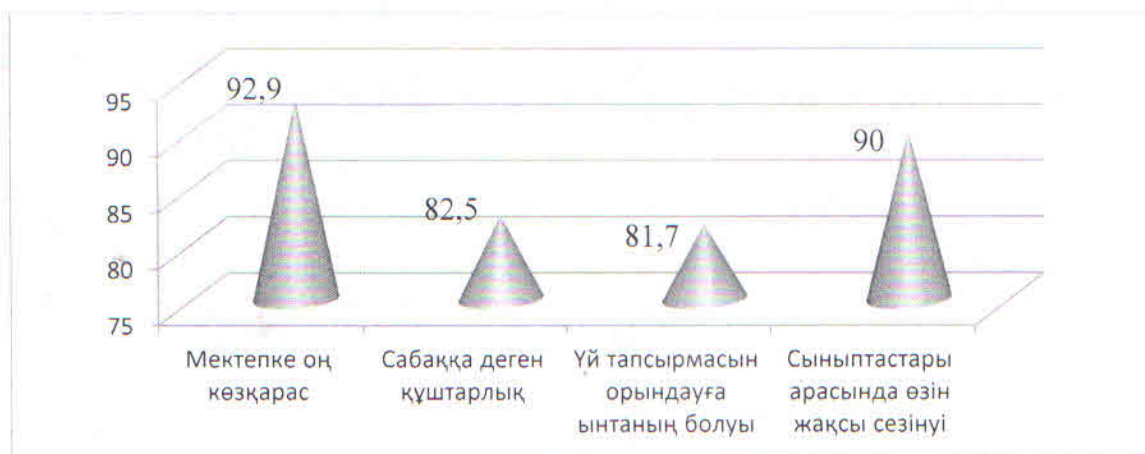 95
90
85
80
75
92,9
82,5
81,7
90
Мектепке оң
көзқарас
Сабаққа деген
құштарлық
Үй тапсырмасын
орындауға
ынтаның болуы
Сыныптастары
арасында өзін
жақсы сезінуі